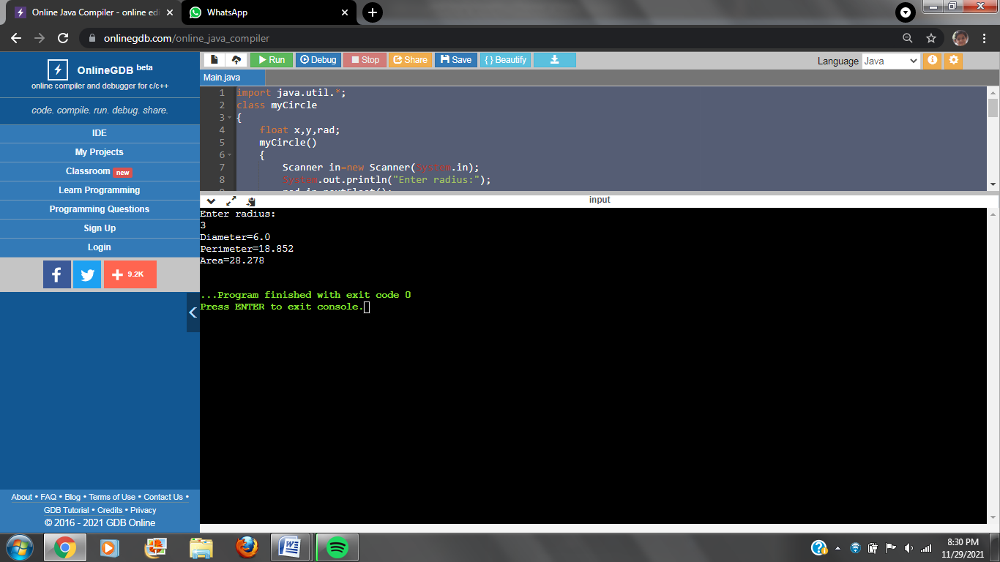 Online Java Compiler - online edi
WhatsApp
onlinegdb.com/online_java_compiler
OnlineGDB beta
online compiler and debugger for c/c++
code. compile. run. debug. share.
IDE
My Projects
Classroom new
Learn Programming
Programming Questions
Sign Up
Login
9.2K
About • FAQ • Blog • Terms of Use • Contact Us •
GDB Tutorial • Credits • Privacy
© 2016 - 2021 GDB Online
Run Debug Stop Share Save { } Beautify
Language Java
Main.java
1 import java.util.*;
2 class myCircle
3 {
4 float x,y,rad;
5 myCircle()
6 {
7 Scanner in=new Scanner(System.in);
8 System.out.println("Enter radius:");
input
Enter radius:
3
Diameter=6.0
Perimeter=18.852
Area=28.278
...Program finished with exit code 0
Press ENTER to exit console.
8:30 PM
11/29/2021